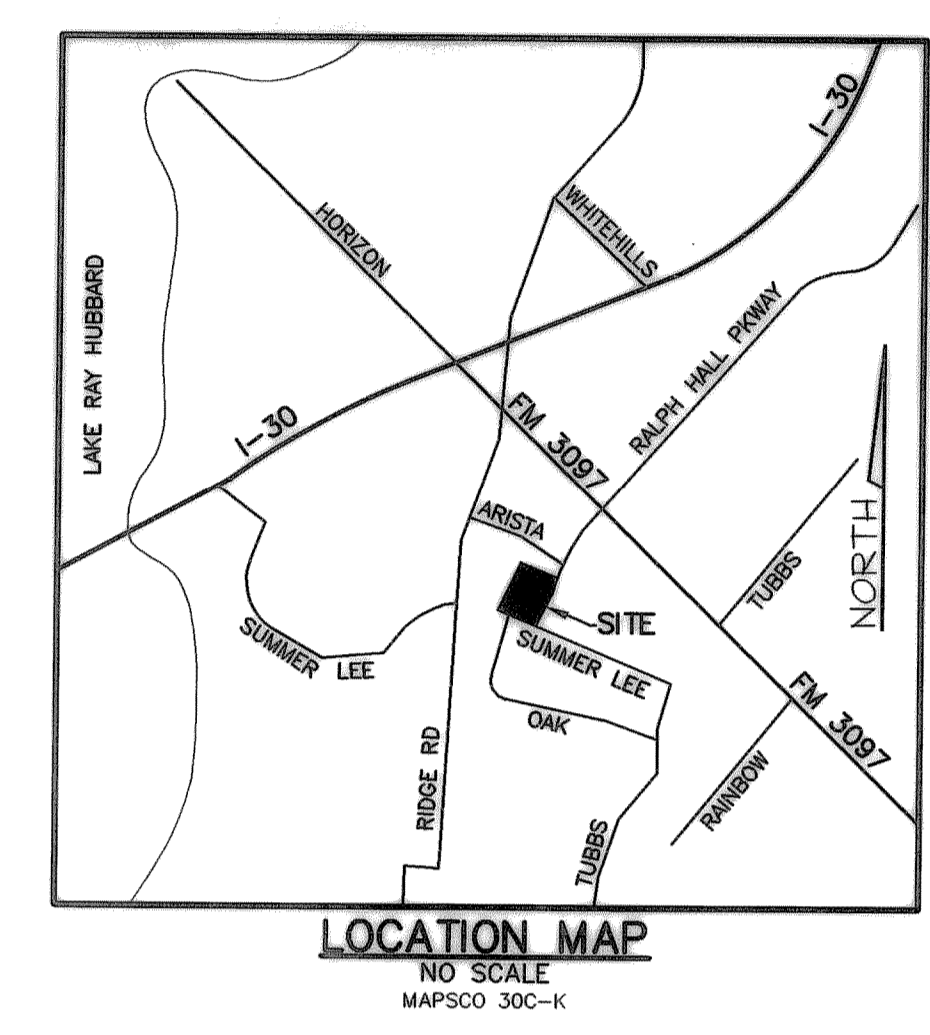 I-30
WHITEHILLS
HORIZON
LAKE RAY HUBBARD
RALPH HALL PKWAY
I-30
FM 3097
ARISTA
TUBBS
NORTH
SITE
SUMMER LEE
SUMMER LEE
OAK
FM 3097
RIDGE RD
RAINBOW
TUBBS
LOCATION MAP
NO SCALE
MAPSCO 30C-K